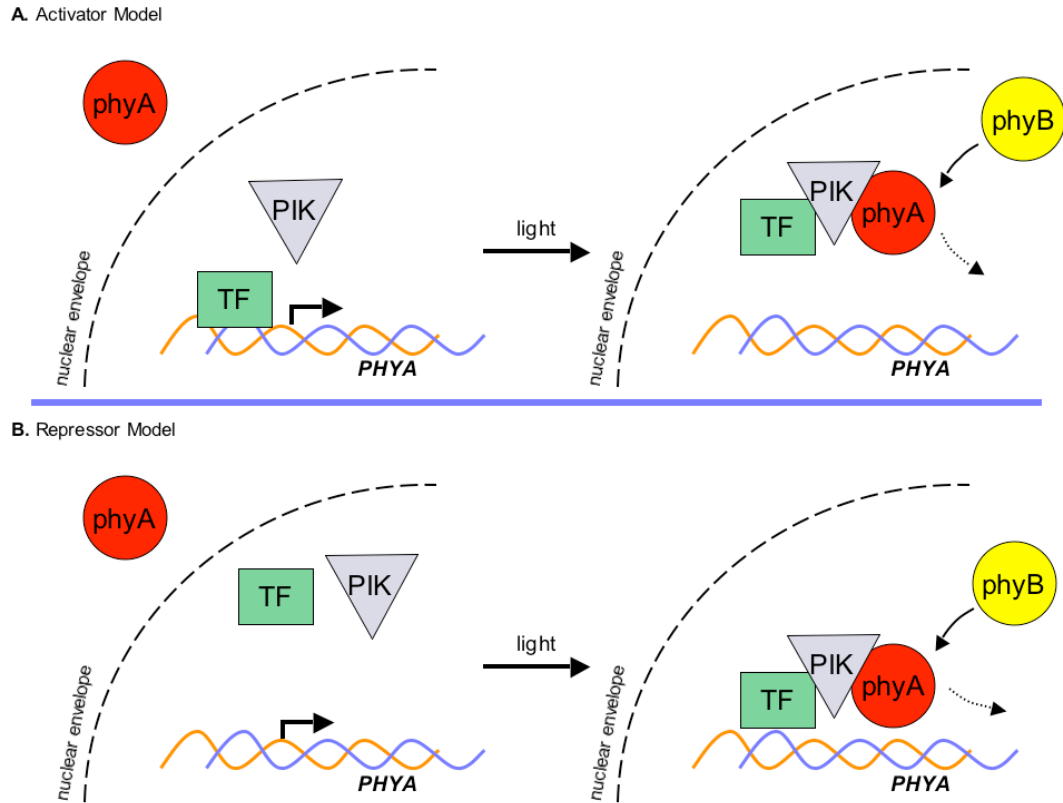 A. Activator Model
phyA
phyB
PIK
PIK
phyA
TF
light
TF
nuclear envelope
nuclear envelope
PHYA
PHYA
B. Repressor Model
phyA
phyB
TF
PIK
light
PIK
phyA
TF
nuclear envelope
nuclear envelope
PHYA
PHYA